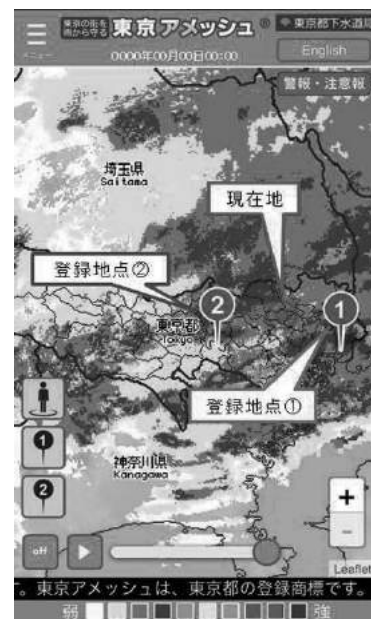 東京の街を
雨から守る
東京アメッシュ®
東京都下水道局
メニュー
0000年00月00日00:00
English
警報・注意報
埼玉県
Saitama
現在地
登録地点②
2
1
東京都
Tokyo
登録地点①
1
神奈川県
Kanagawa
2
+
-
off
Leaflet
す。東京アメッシュは、東京都の登録商標です。
弱
強